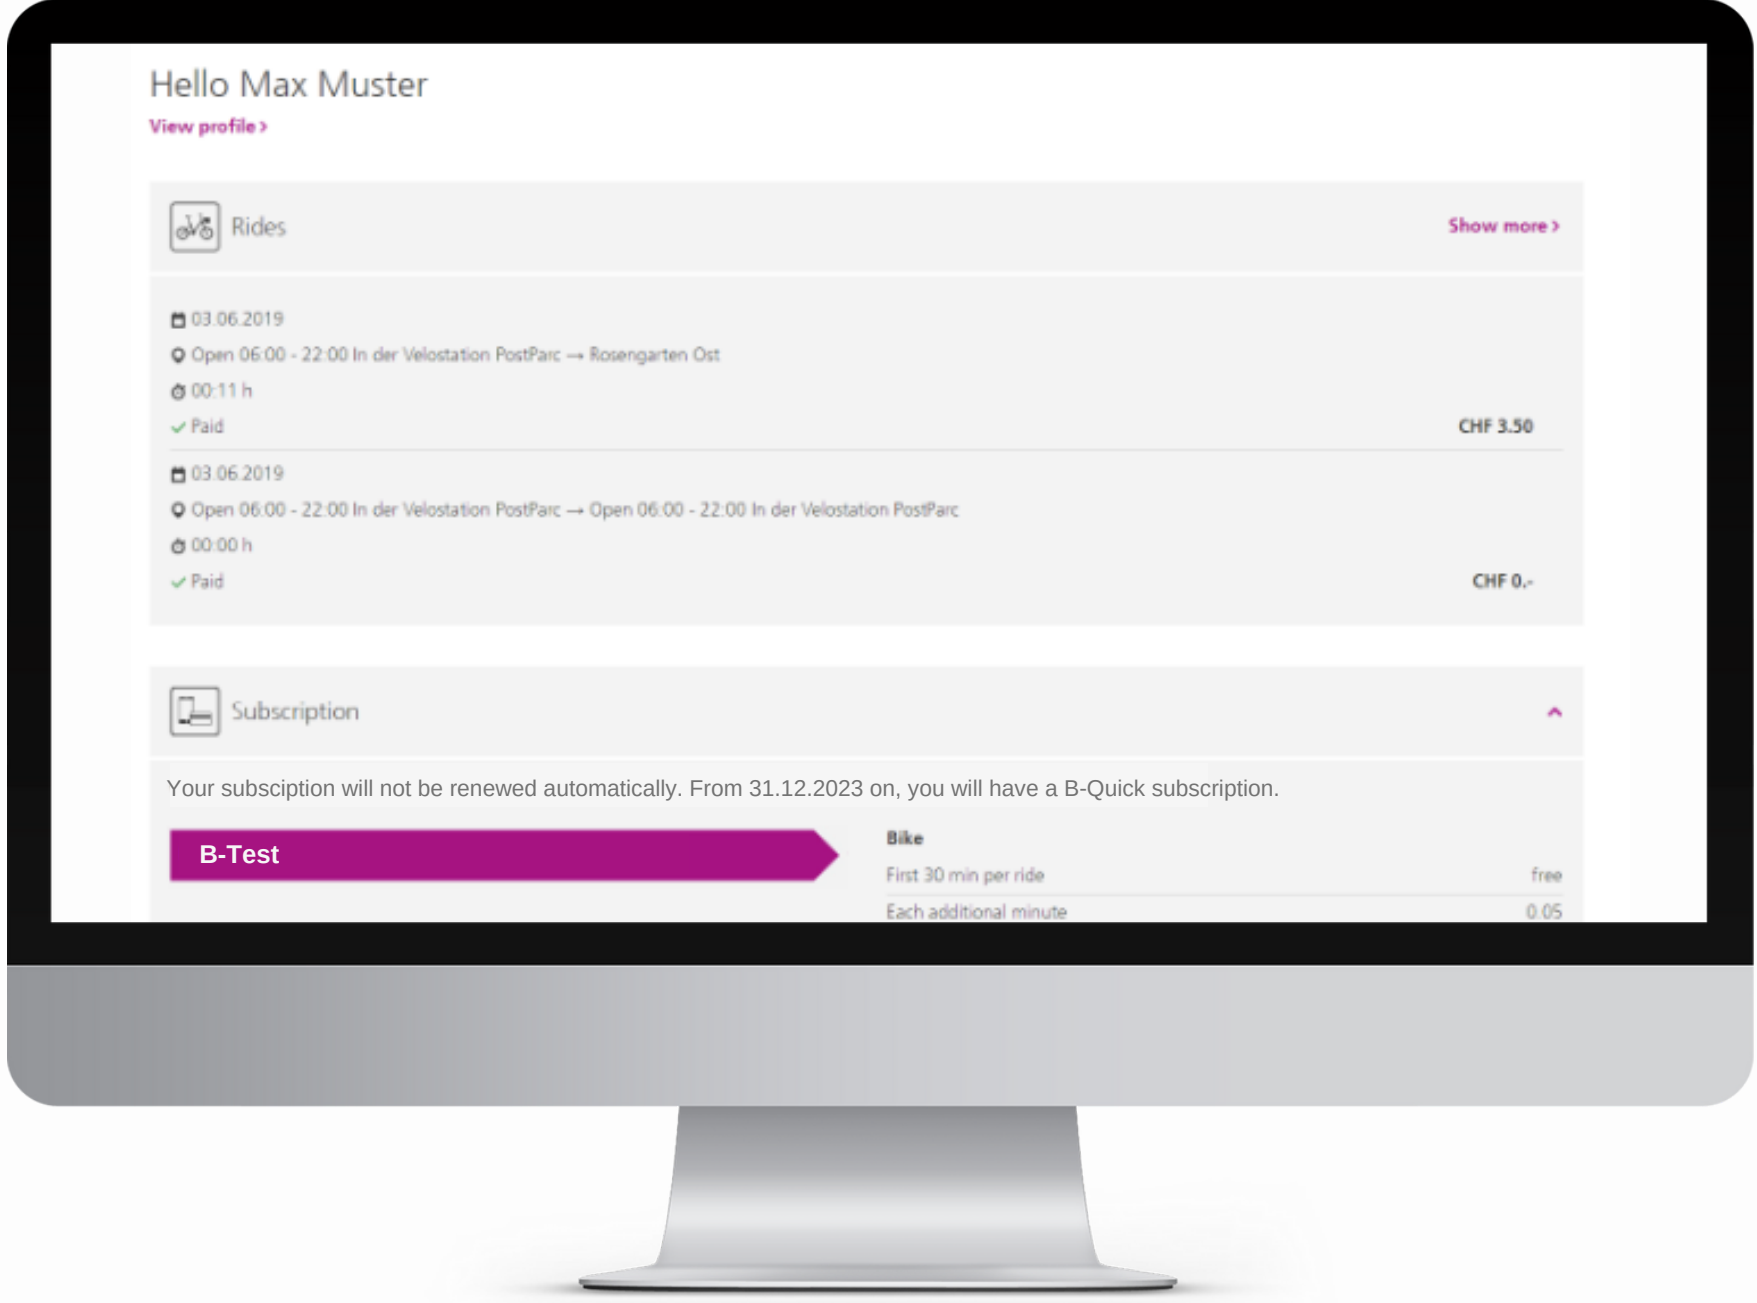 Hello Max Muster
View profile >
Rides
Show more >
03.06.2019
Open 06:00 - 22:00 In der Velostation PostParc → Rosengarten Ost
00:11 h
Paid
CHF 3.50
03.06.2019
Open 06:00 - 22:00 In der Velostation PostParc → Open 06:00 - 22:00 In der Velostation PostParc
00:00 h
Paid
CHF 0.-
Subscription
Your subsciption will not be renewed automatically. From 31.12.2023 on, you will have a B-Quick subscription.
B-Test
Bike
First 30 min per ride free
Each additional minute 0.05